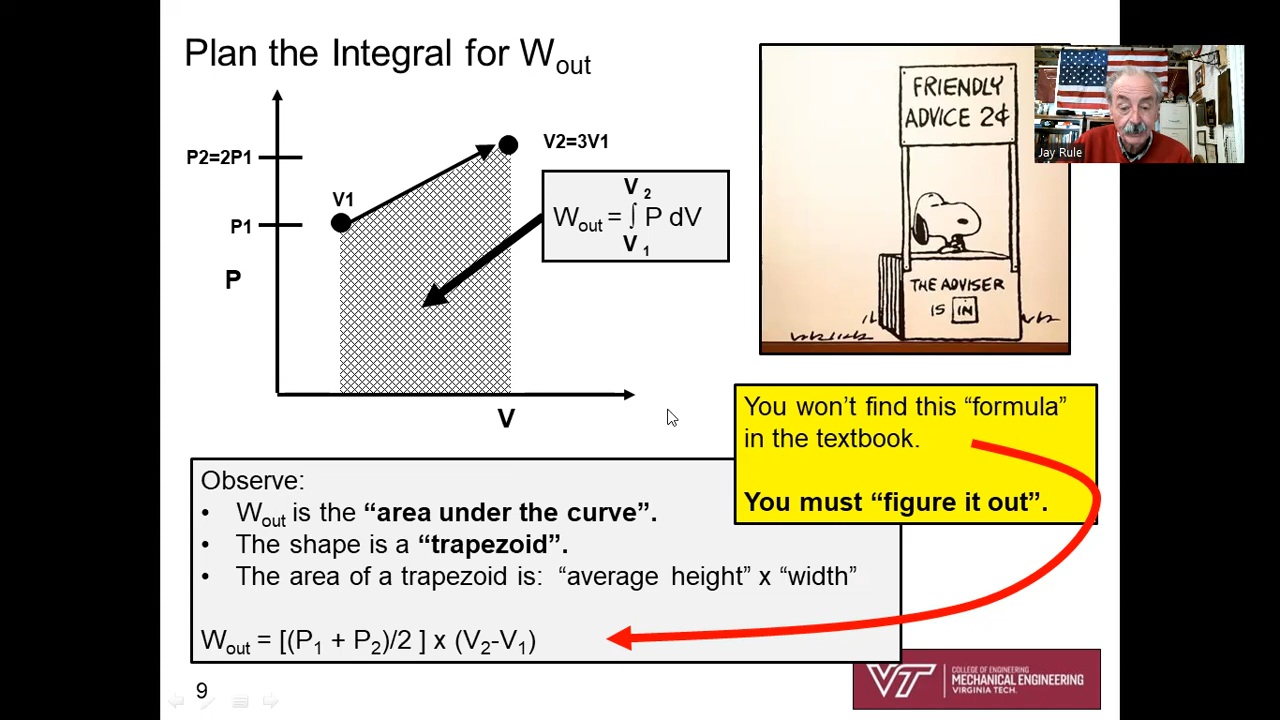 Plan the Integral for Wout
P2=2P1
V2=3V1
V1
P1
P
V
V 2
Wout = ∫ P dV
V 1
FRIENDLY
ADVICE 2¢
THE ADVISER
IS IN
Jay Rule
You won’t find this “formula”
in the textbook.
You must “figure it out”.
Observe:
• Wout is the “area under the curve”.
• The shape is a “trapezoid”.
• The area of a trapezoid is: “average height” x “width”
Wout = [(P1 + P2)/2 ] x (V2-V1)
9
VT
COLLEGE OF ENGINEERING
MECHANICAL ENGINEERING
VIRGINIA TECH.